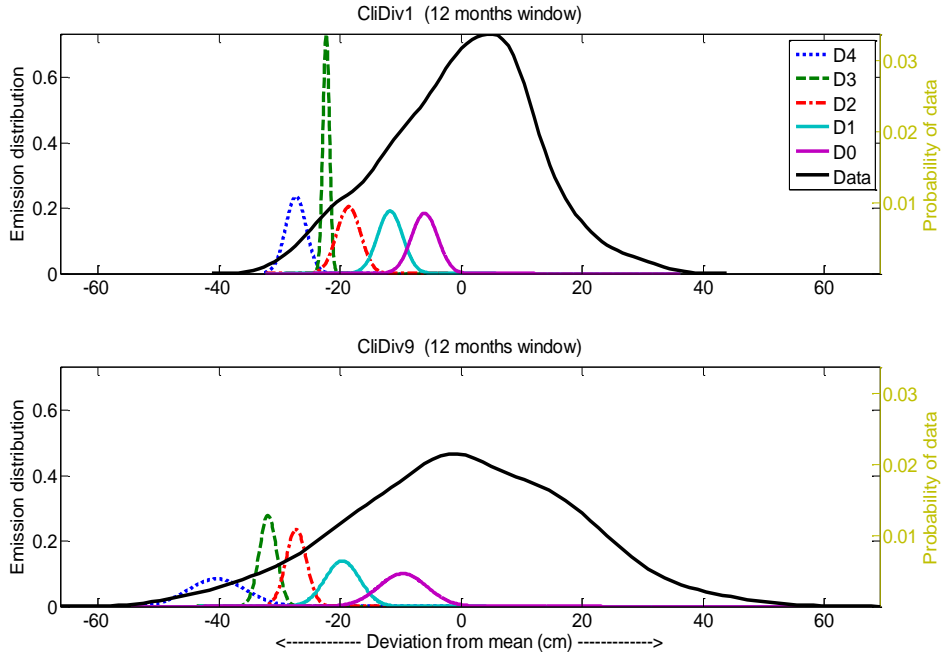 CliDiv1 (12 months window)
Emission distribution
0.6
0.4
0.2
0
-60
-40
-20
0
20
40
60
0.03
0.02
0.01
0
Probability of data
D4
D3
D2
D1
D0
Data
CliDiv9 (12 months window)
Emission distribution
0.6
0.4
0.2
0
-60
-40
-20
0
20
40
60
0.03
0.02
0.01
0
Probability of data
<------------- Deviation from mean (cm) ------------->